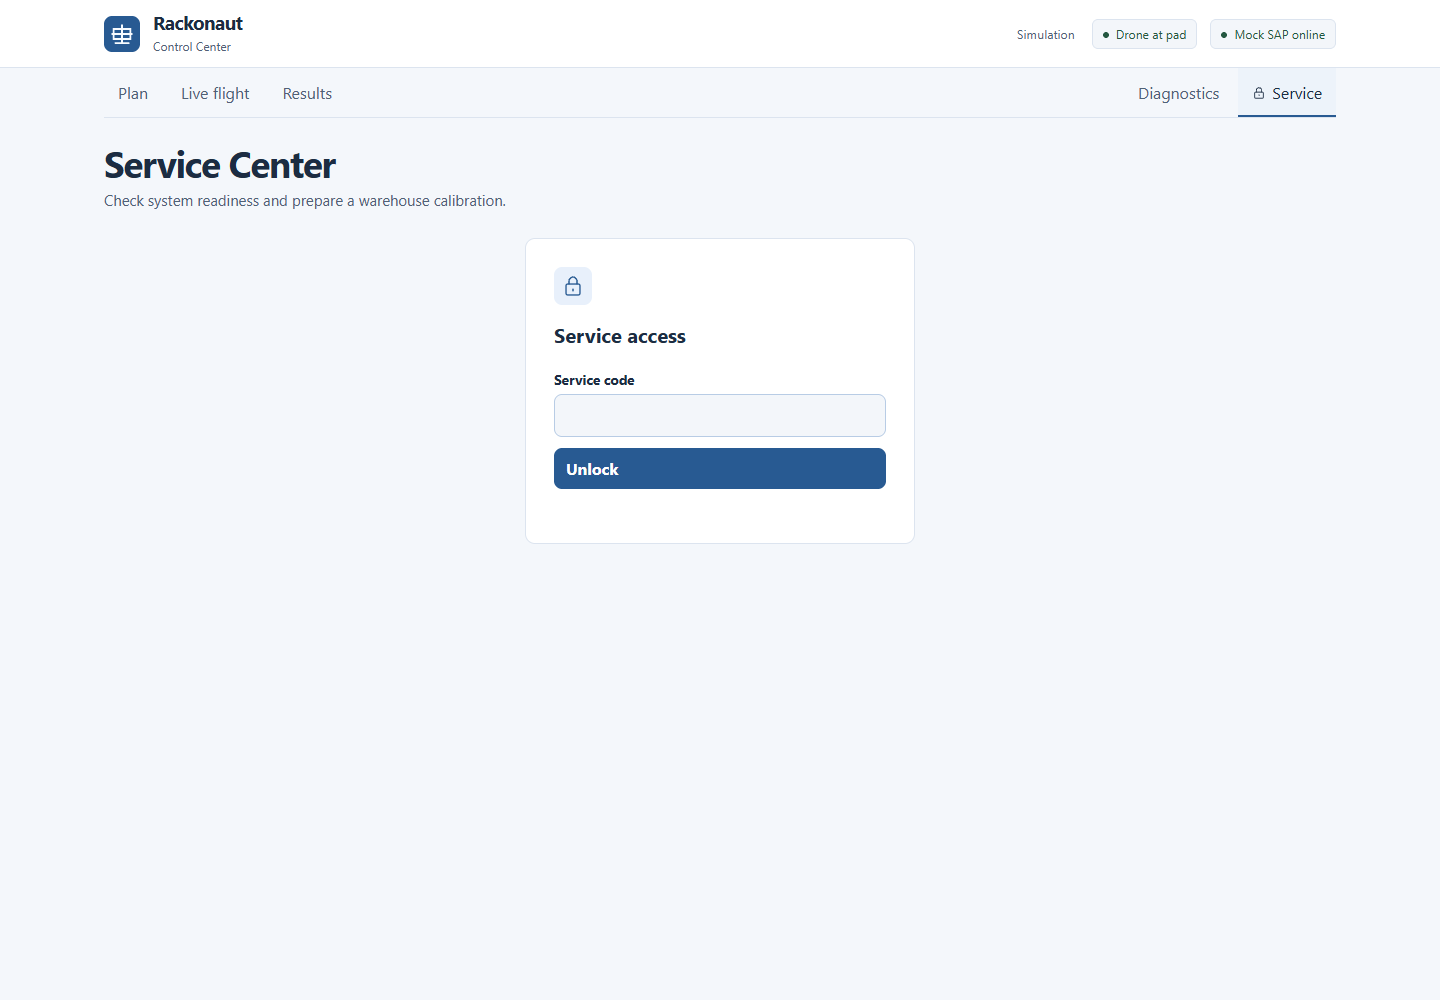 Rackonaut
Control Center
Simulation
Drone at pad
Mock SAP online
Plan
Live flight
Results
Diagnostics
Service
Service Center
Check system readiness and prepare a warehouse calibration.
Service access
Service code
Unlock